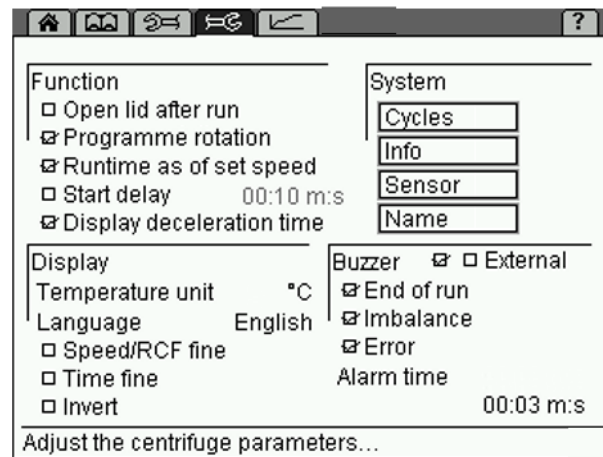 ?
Function
Open lid after run
Programme rotation
Runtime as of set speed
Start delay 00:10 m:s
Display deceleration time
System
Cycles
Info
Sensor
Name
Display
Temperature unit °C
Language English
Speed/RCF fine
Time fine
Invert
Buzzer External
End of run
Imbalance
Error
Alarm time
00:03 m:s
Adjust the centrifuge parameters...